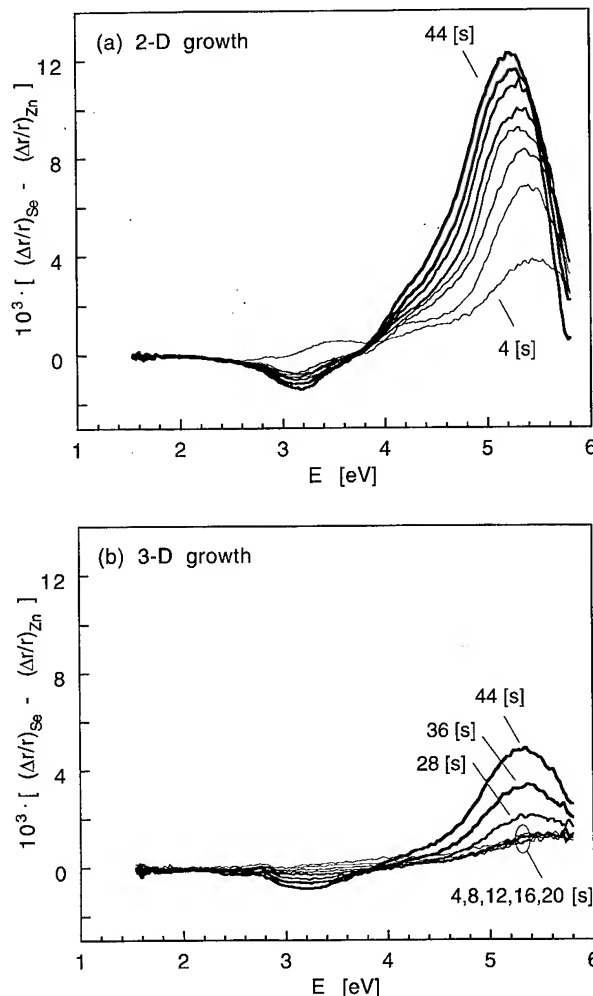 (a) 2-D growth
44 [s]
12
8
4
0
10³·[ (Δr/r)Se - (Δr/r)Zn ]
4 [s]
1 2 3 4 5 6
E [eV]
(b) 3-D growth
12
8
4
0
10³·[ (Δr/r)Se - (Δr/r)Zn ]
44 [s]
36 [s]
28 [s]
4,8,12,16,20 [s]
1 2 3 4 5 6
E [eV]